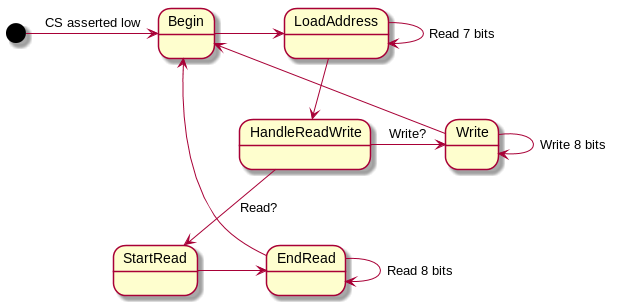 CS asserted low
Begin
LoadAddress
Read 7 bits
HandleReadWrite
Write?
Write
Write 8 bits
Read?
StartRead
EndRead
Read 8 bits